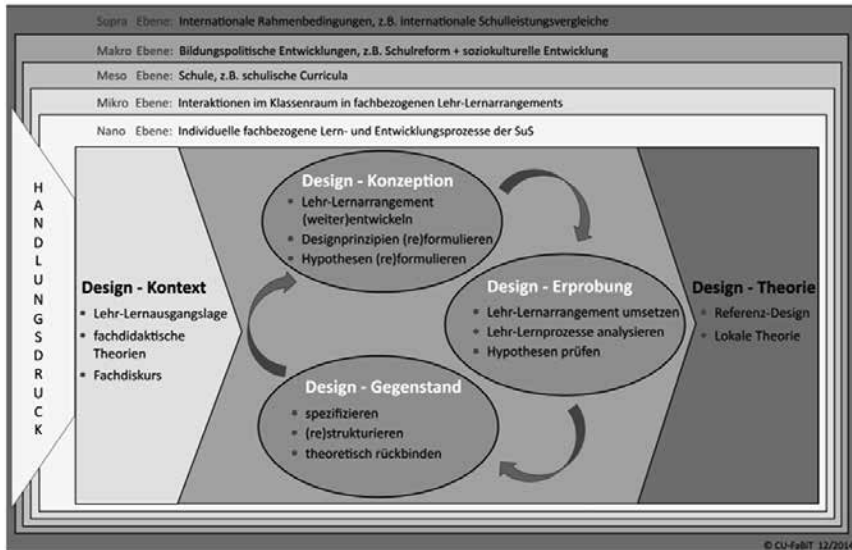 Supra Ebene: Internationale Rahmenbedingungen, z.B. internationale Schulleistungsvergleiche
Makro Ebene: Bildungspolitische Entwicklungen, z.B. Schulreform + soziokulturelle Entwicklung
Meso Ebene: Schule, z.B. schulische Curricula
Mikro Ebene: Interaktionen im Klassenraum in fachbezogenen Lehr-Lernarrangements
Nano Ebene: Individuelle fachbezogene Lern- und Entwicklungsprozesse der SuS
HANDLUNGSDRUCK
Design - Kontext
Lehr-Lernausgangslage
fachdidaktische
Theorien
Fachdiskurs
Design - Konzeption
Lehr-Lernarrangement
(weiter)entwickeln
Designprinzipien (re)formulieren
Hypothesen (re)formulieren
Design - Erprobung
Lehr-Lernarrangement umsetzen
Lehr-Lernprozesse analysieren
Hypothesen prüfen
Design - Gegenstand
spezifizieren
(re)strukturieren
theoretisch rückbinden
Design - Theorie
Referenz-Design
Lokale Theorie
© CU-FaBiT 12/2014